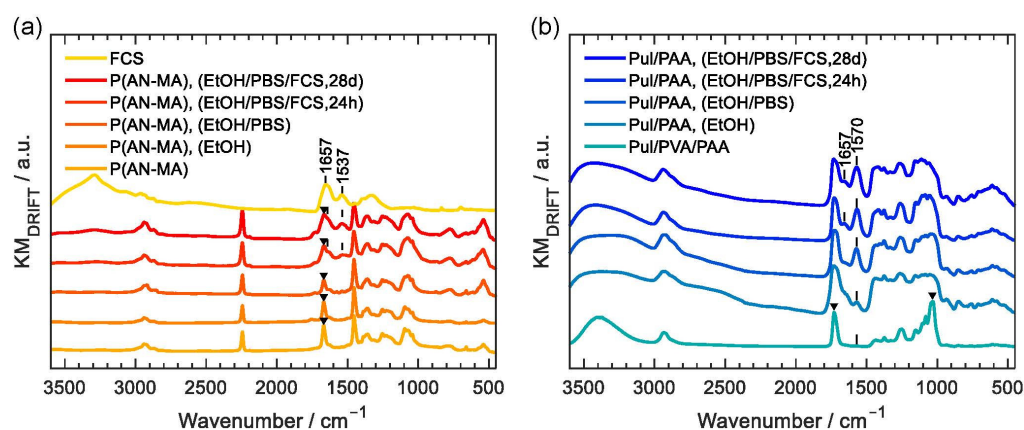 (a)
FCS
P(AN-MA), (EtOH/PBS/FCS,28d)
P(AN-MA), (EtOH/PBS/FCS,24h)
P(AN-MA), (EtOH/PBS)
P(AN-MA), (EtOH)
P(AN-MA)
1657
1537
KM_DRIFT / a.u.
3500 3000 2500 2000 1500 1000 500
Wavenumber / cm⁻¹
(b)
Pul/PAA, (EtOH/PBS/FCS,28d)
Pul/PAA, (EtOH/PBS/FCS,24h)
Pul/PAA, (EtOH/PBS)
Pul/PAA, (EtOH)
Pul/PVA/PAA
1657
1570
KM_DRIFT / a.u.
3500 3000 2500 2000 1500 1000 500
Wavenumber / cm⁻¹